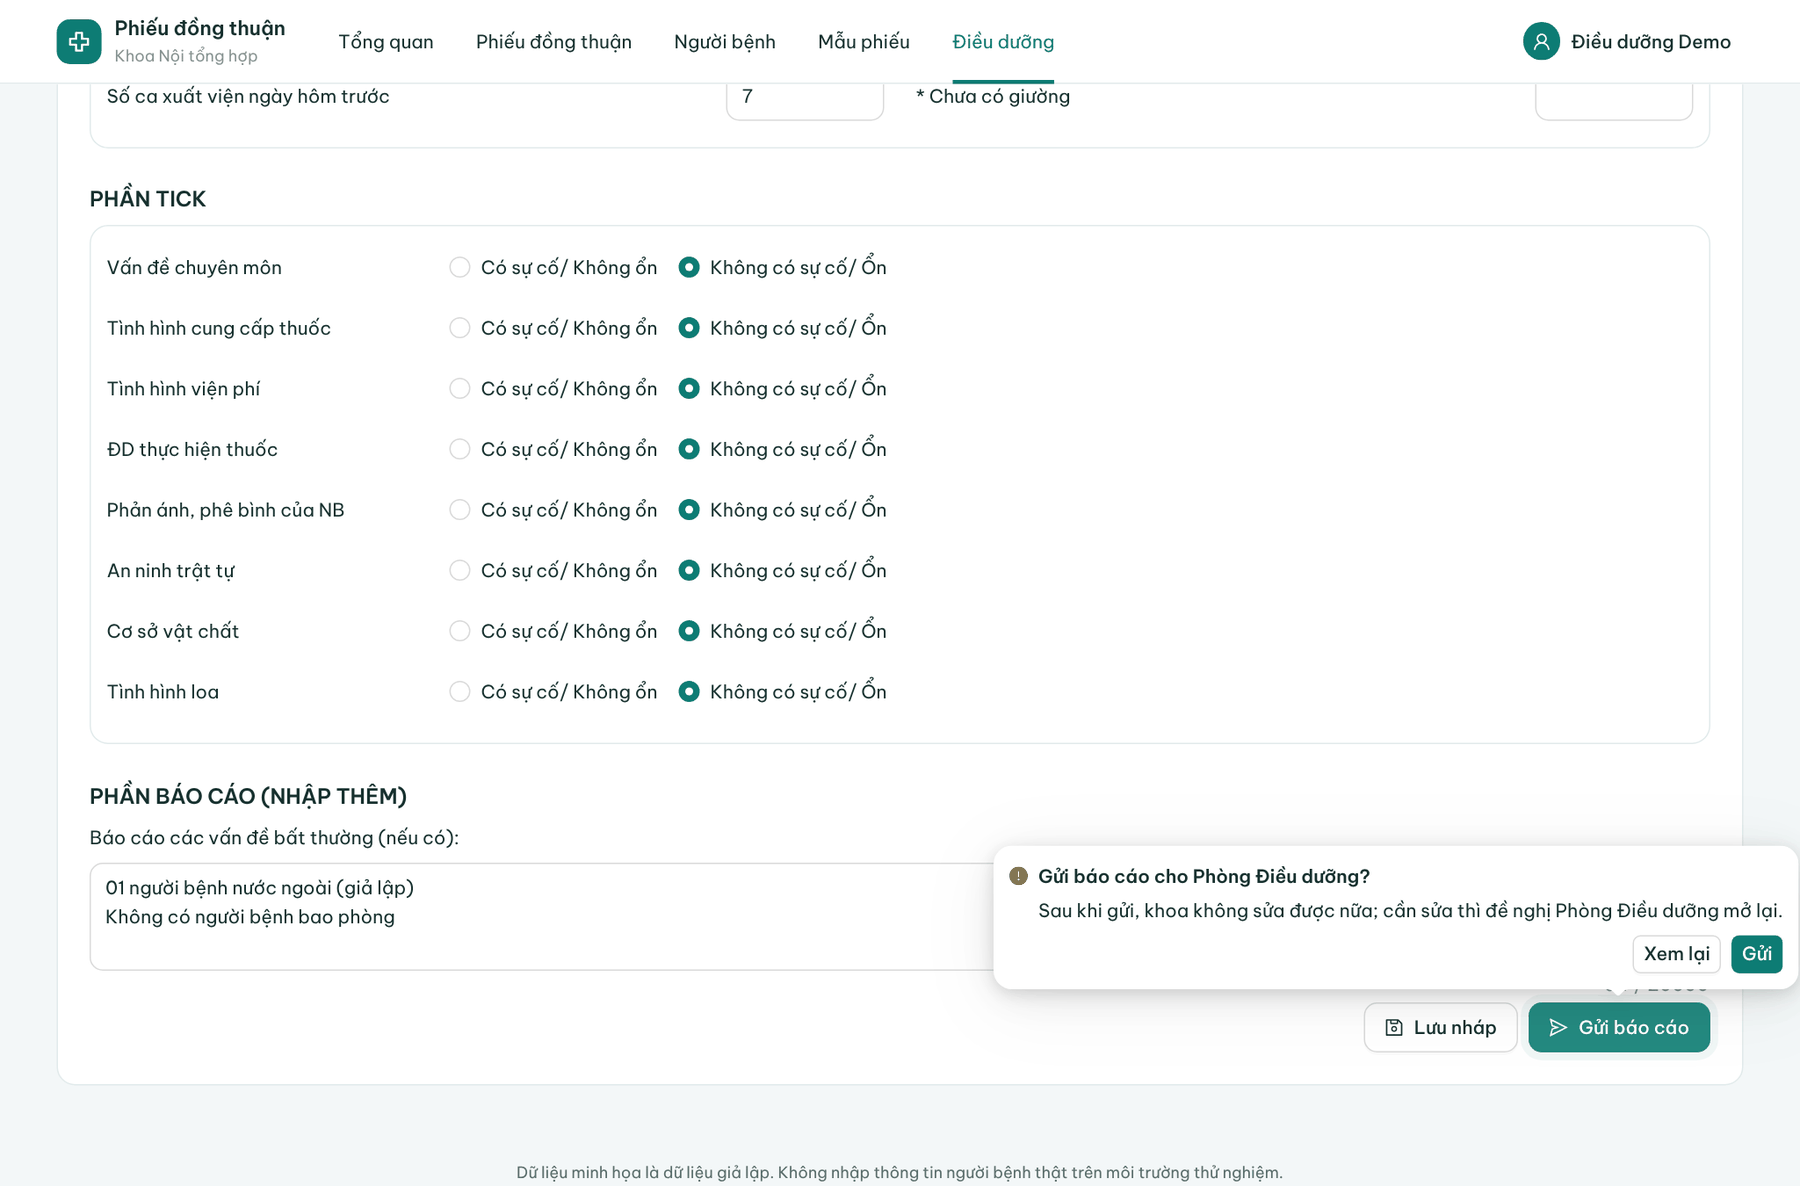 Phiếu đồng thuận
Khoa Nội tổng hợp
Tổng quan
Phiếu đồng thuận
Người bệnh
Mẫu phiếu
Điều dưỡng
Điều dưỡng Demo
Số ca xuất viện ngày hôm trước
7
* Chưa có giường
PHẦN TICK
Vấn đề chuyên môn Có sự cố/ Không ổn Không có sự cố/ Ổn
Tình hình cung cấp thuốc Có sự cố/ Không ổn Không có sự cố/ Ổn
Tình hình viện phí Có sự cố/ Không ổn Không có sự cố/ Ổn
ĐD thực hiện thuốc Có sự cố/ Không ổn Không có sự cố/ Ổn
Phản ánh, phê bình của NB Có sự cố/ Không ổn Không có sự cố/ Ổn
An ninh trật tự Có sự cố/ Không ổn Không có sự cố/ Ổn
Cơ sở vật chất Có sự cố/ Không ổn Không có sự cố/ Ổn
Tình hình loa Có sự cố/ Không ổn Không có sự cố/ Ổn
PHẦN BÁO CÁO (NHẬP THÊM)
Báo cáo các vấn đề bất thường (nếu có):
01 người bệnh nước ngoài (giả lập)
Không có người bệnh bao phòng
Gửi báo cáo cho Phòng Điều dưỡng?
Sau khi gửi, khoa không sửa được nữa; cần sửa thì đề nghị Phòng Điều dưỡng mở lại.
Xem lại
Gửi
Lưu nháp
Gửi báo cáo
Dữ liệu minh họa là dữ liệu giả lập. Không nhập thông tin người bệnh thật trên môi trường thử nghiệm.